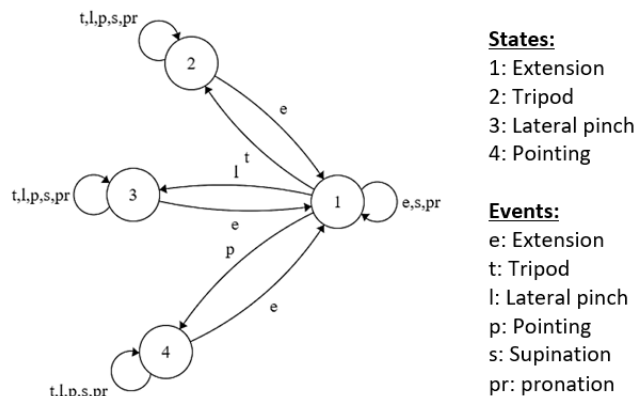 t,l,p,s,pr
2
e
t
l
t,l,p,s,pr
3
1
e,s,pr
e
p
e
4
t,l,p,s,pr
States:
1: Extension
2: Tripod
3: Lateral pinch
4: Pointing
Events:
e: Extension
t: Tripod
l: Lateral pinch
p: Pointing
s: Supination
pr: pronation